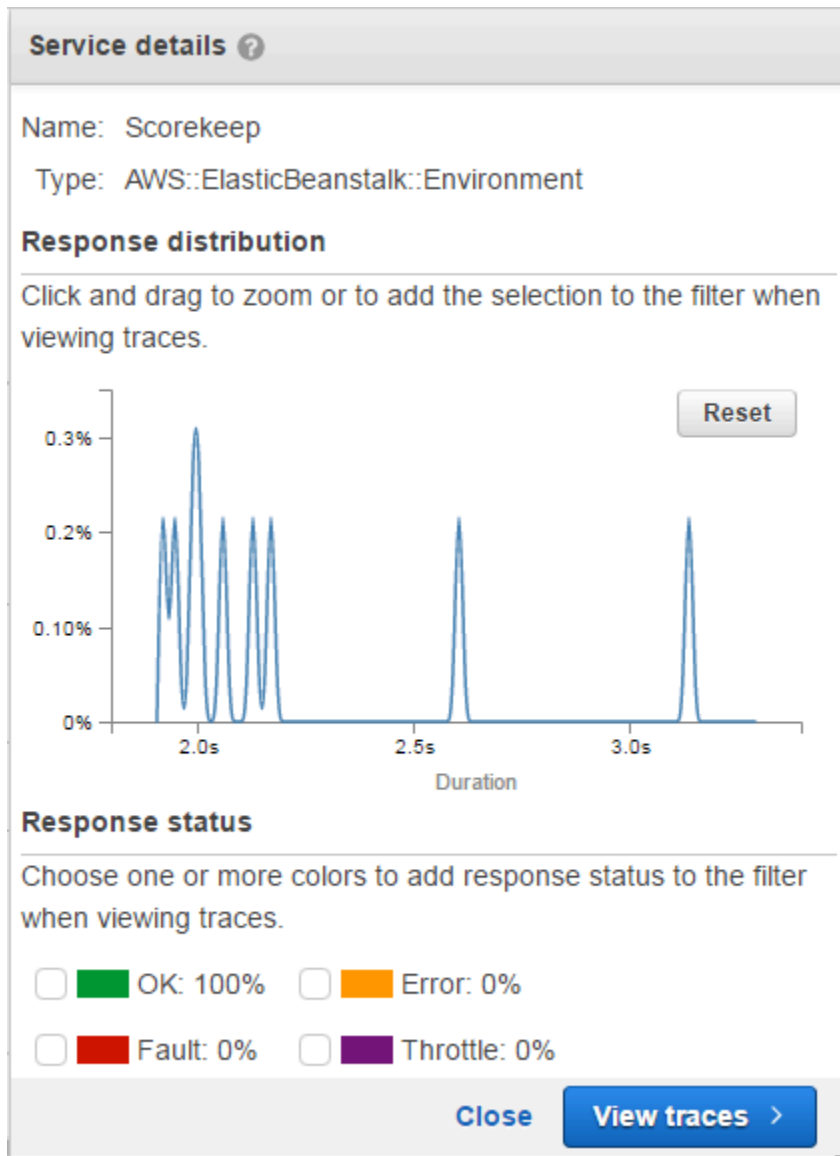 Service details ?
Name: Scorekeep
Type: AWS::ElasticBeanstalk::Environment
Response distribution
Click and drag to zoom or to add the selection to the filter when
viewing traces.
Reset
0.3%
0.2%
0.10%
0%
2.0s 2.5s 3.0s
Duration
Response status
Choose one or more colors to add response status to the filter
when viewing traces.
OK: 100% Error: 0%
Fault: 0% Throttle: 0%
Close View traces >